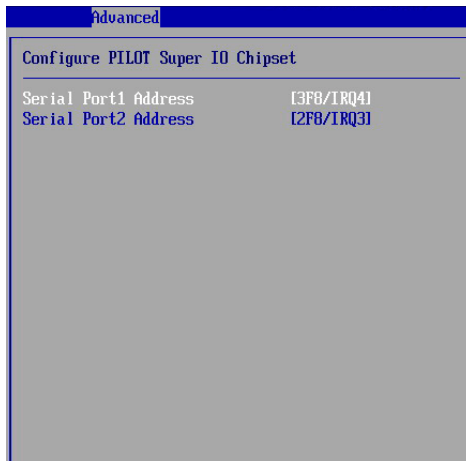 Advanced
Configure PILOT Super IO Chipset
Serial Port1 Address [3F8/IRQ4]
Serial Port2 Address [2F8/IRQ3]